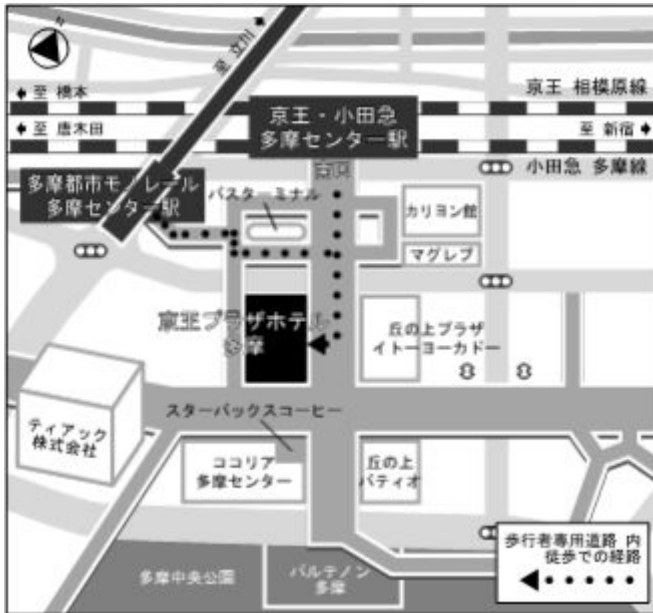 至 立川
至 橋本
京王 相模原線
京王・小田急
多摩センター駅
至 唐木田
至 新宿
南口
小田急 多摩線
多摩都市モノレール
多摩センター駅
バスターミナル
カリヨン館
マグレブ
京王プラザホテル
多摩
丘の上プラザ
イトーヨーカドー
スターバックスコーヒー
ティアック
株式会社
ココリア
多摩センター
丘の上
パティオ
歩行者専用道路 内
徒歩での経路
多摩中央公園
パルテノン
多摩